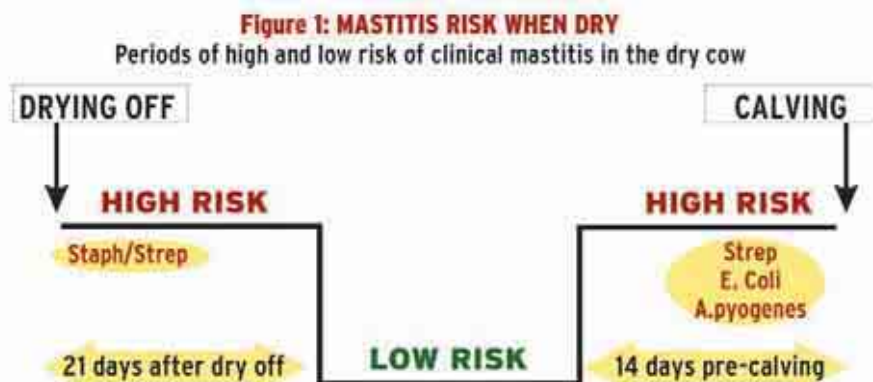 Figure 1: MASTITIS RISK WHEN DRY
Periods of high and low risk of clinical mastitis in the dry cow
DRYING OFF
CALVING
HIGH RISK
HIGH RISK
Staph/Strep
Strep
E. Coli
A.pyogenes
21 days after dry off
LOW RISK
14 days pre-calving